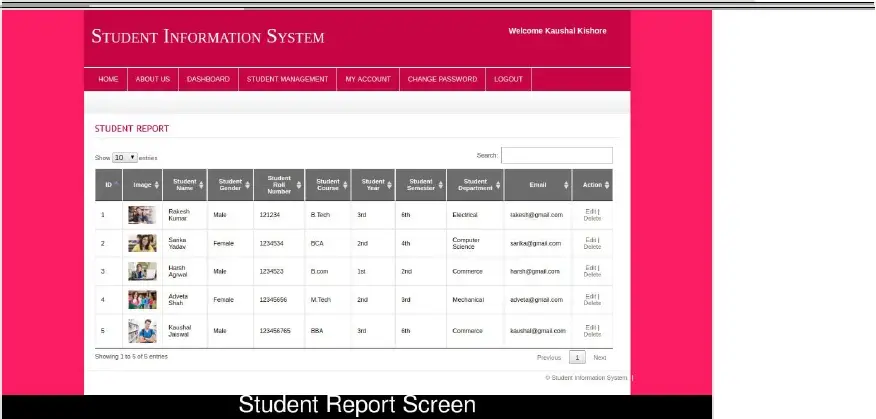 STUDENT INFORMATION SYSTEM
Welcome Kaushal Kishore
HOME ABOUT US DASHBOARD STUDENT MANAGEMENT MY ACCOUNT CHANGE PASSWORD LOGOUT
STUDENT REPORT
Show 10 entries Search:
ID Image Student Name Student Gender Student Roll Number Student Course Student Year Student Semester Student Department Email Action
1 Rakesh Kumar Male 121234 B.Tech 3rd 6th Electrical rakesh@gmail.com Edit | Delete
2 Sarika Yadav Female 1234534 BCA 2nd 4th Computer Science sarika@gmail.com Edit | Delete
3 Harsh Agrwal Male 1234523 B.com 1st 2nd Commerce harsh@gmail.com Edit | Delete
4 Adveta Shah Female 12345656 M.Tech 2nd 3rd Mechanical adveta@gmail.com Edit | Delete
5 Kaushal Jaiswal Male 123456765 BBA 3rd 6th Commerce kaushal@gmail.com Edit | Delete
Showing 1 to 5 of 5 entries Previous 1 Next
© Student Information System |
Student Report Screen